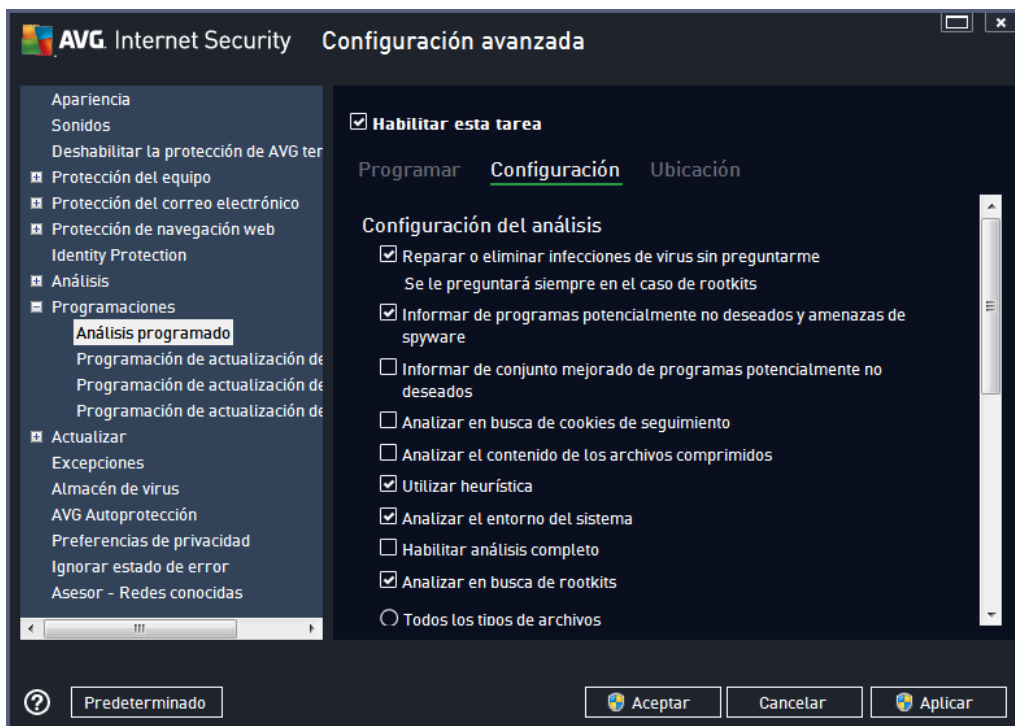 AVG. Internet Security Configuración avanzada
Apariencia
Sonidos
Deshabilitar la protección de AVG ter
Protección del equipo
Protección del correo electrónico
Protección de navegación web
Identity Protection
Análisis
Programaciones
Análisis programado
Programación de actualización de
Programación de actualización de
Programación de actualización de
Actualizar
Excepciones
Almacén de virus
AVG Autoprotección
Preferencias de privacidad
Ignorar estado de error
Asesor - Redes conocidas
Habilitar esta tarea
Programar Configuración Ubicación
Configuración del análisis
Reparar o eliminar infecciones de virus sin preguntarme
Se le preguntará siempre en el caso de rootkits
Informar de programas potencialmente no deseados y amenazas de
spyware
Informar de conjunto mejorado de programas potencialmente no
deseados
Analizar en busca de cookies de seguimiento
Analizar el contenido de los archivos comprimidos
Utilizar heurística
Analizar el entorno del sistema
Habilitar análisis completo
Analizar en busca de rootkits
Todos los tipos de archivos
Predeterminado Aceptar Cancelar Aplicar